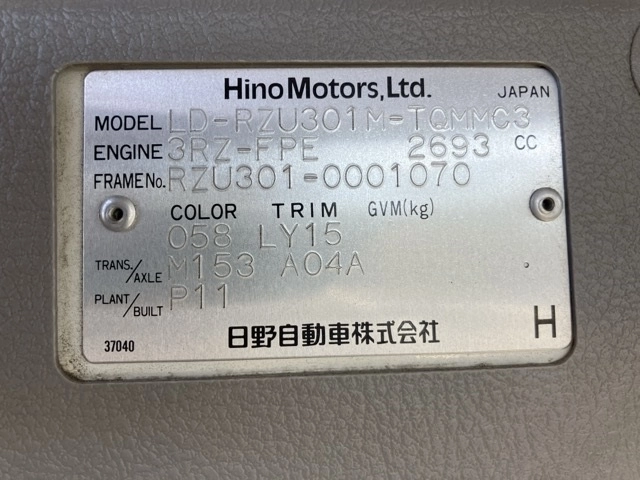 Hino Motors, Ltd. JAPAN
MODEL LD-RZU301M-TQMMC3
ENGINE 3RZ-FPE 2693 CC
FRAME No. RZU301-0001070
COLOR TRIM GVM(kg)
058 LY15
TRANS./AXLE M153 A04A
PLANT/BUILT P11
37040 日野自動車株式会社 H